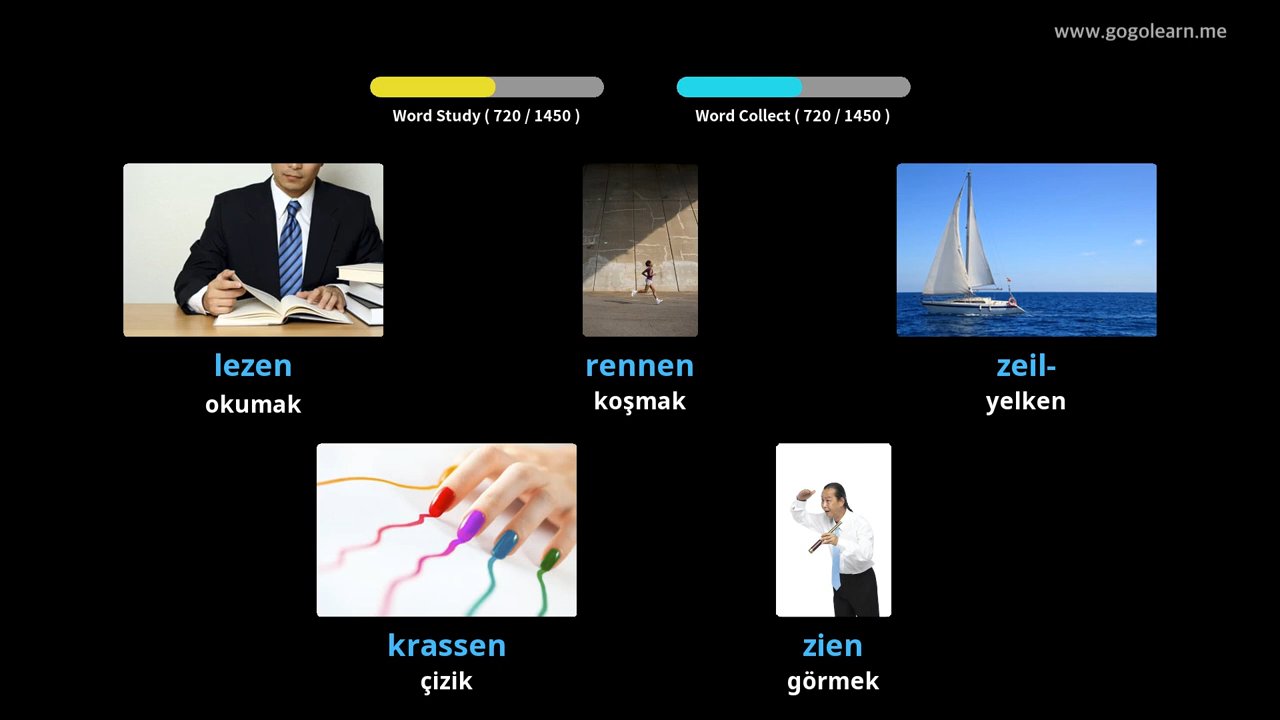 www.gogolearn.me
Word Study ( 720 / 1450 )
Word Collect ( 720 / 1450 )
lezen
okumak
rennen
koşmak
zeil-
yelken
krassen
çizik
zien
görmek